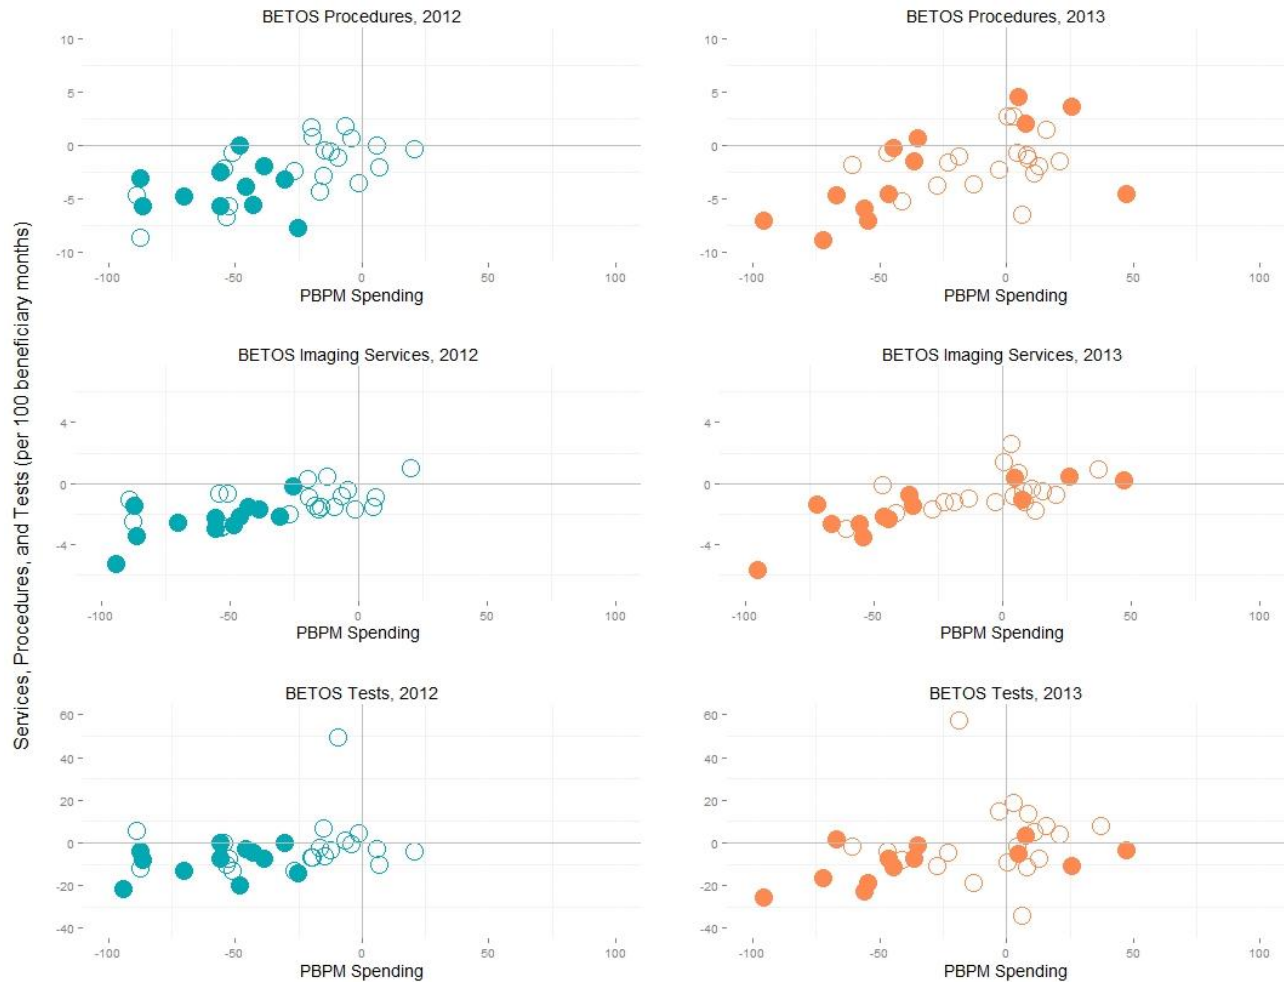 Services, Procedures, and Tests (per 100 beneficiary months)
BETOS Procedures, 2012
10
5
0
-5
-10
-100 -50 0 50 100
PBPM Spending
BETOS Procedures, 2013
10
5
0
-5
-10
-100 -50 0 50 100
PBPM Spending
BETOS Imaging Services, 2012
4
0
-4
-100 -50 0 50 100
PBPM Spending
BETOS Imaging Services, 2013
4
0
-4
-100 -50 0 50 100
PBPM Spending
BETOS Tests, 2012
60
40
20
0
-20
-40
-100 -50 0 50 100
PBPM Spending
BETOS Tests, 2013
60
40
20
0
-20
-40
-100 -50 0 50 100
PBPM Spending